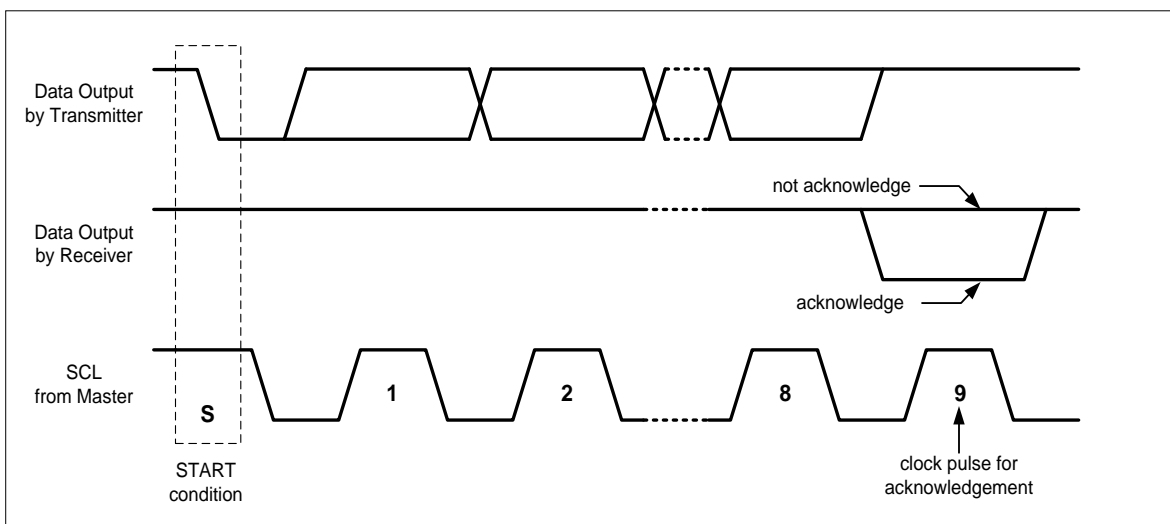 Data Output
by Transmitter
not acknowledge
Data Output
by Receiver
acknowledge
SCL
from Master
S
1
2
8
9
START
condition
clock pulse for
acknowledgement